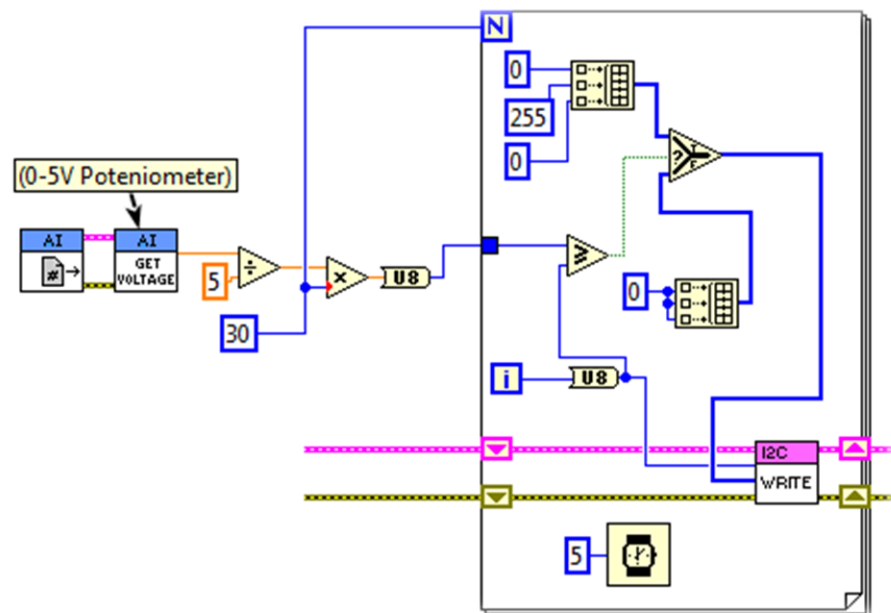 N
0
255
0
?
T
F
(0-5V Poteniometer)
AI
#
AI
GET
VOLTAGE
÷
5
x
U8
≥
0
30
i
U8
I2C
WRITE
5